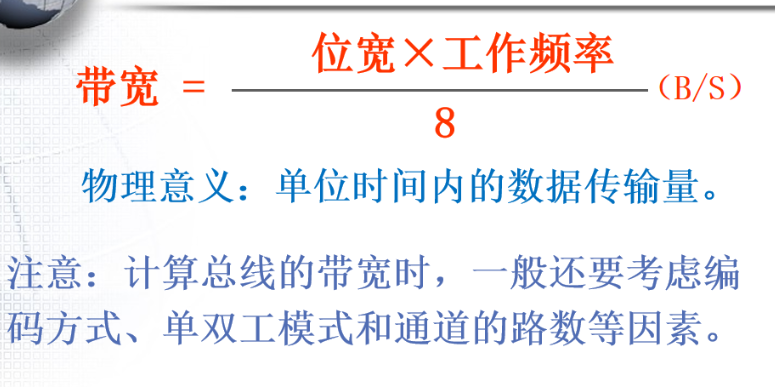 位宽×工作频率
带宽 = (B/S)
8
物理意义：单位时间内的数据传输量。
注意：计算总线的带宽时，一般还要考虑编
码方式、单双工模式和通道的路数等因素。